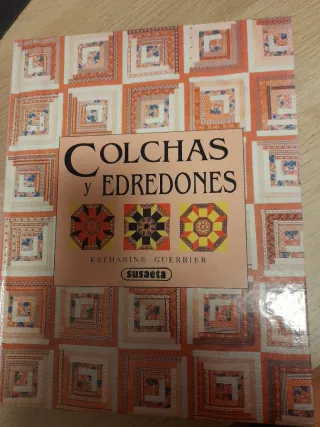 COLCHAS
y EDREDONES
KATHARINE GUERRIER
susaeta